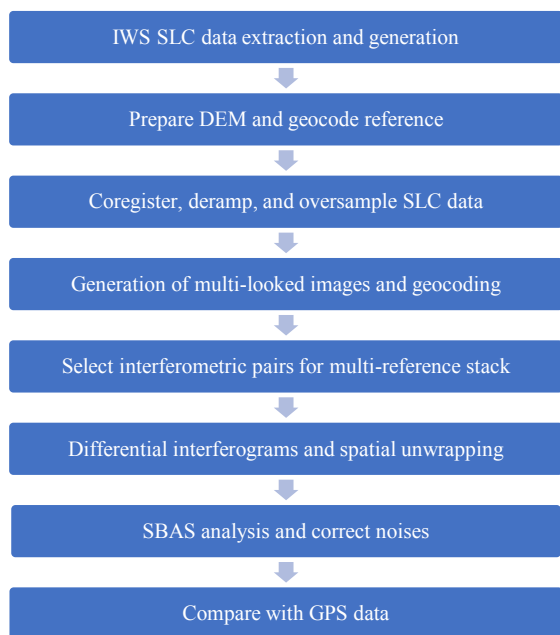 IWS SLC data extraction and generation
Prepare DEM and geocode reference
Coregister, deramp, and oversample SLC data
Generation of multi-looked images and geocoding
Select interferometric pairs for multi-reference stack
Differential interferograms and spatial unwrapping
SBAS analysis and correct noises
Compare with GPS data